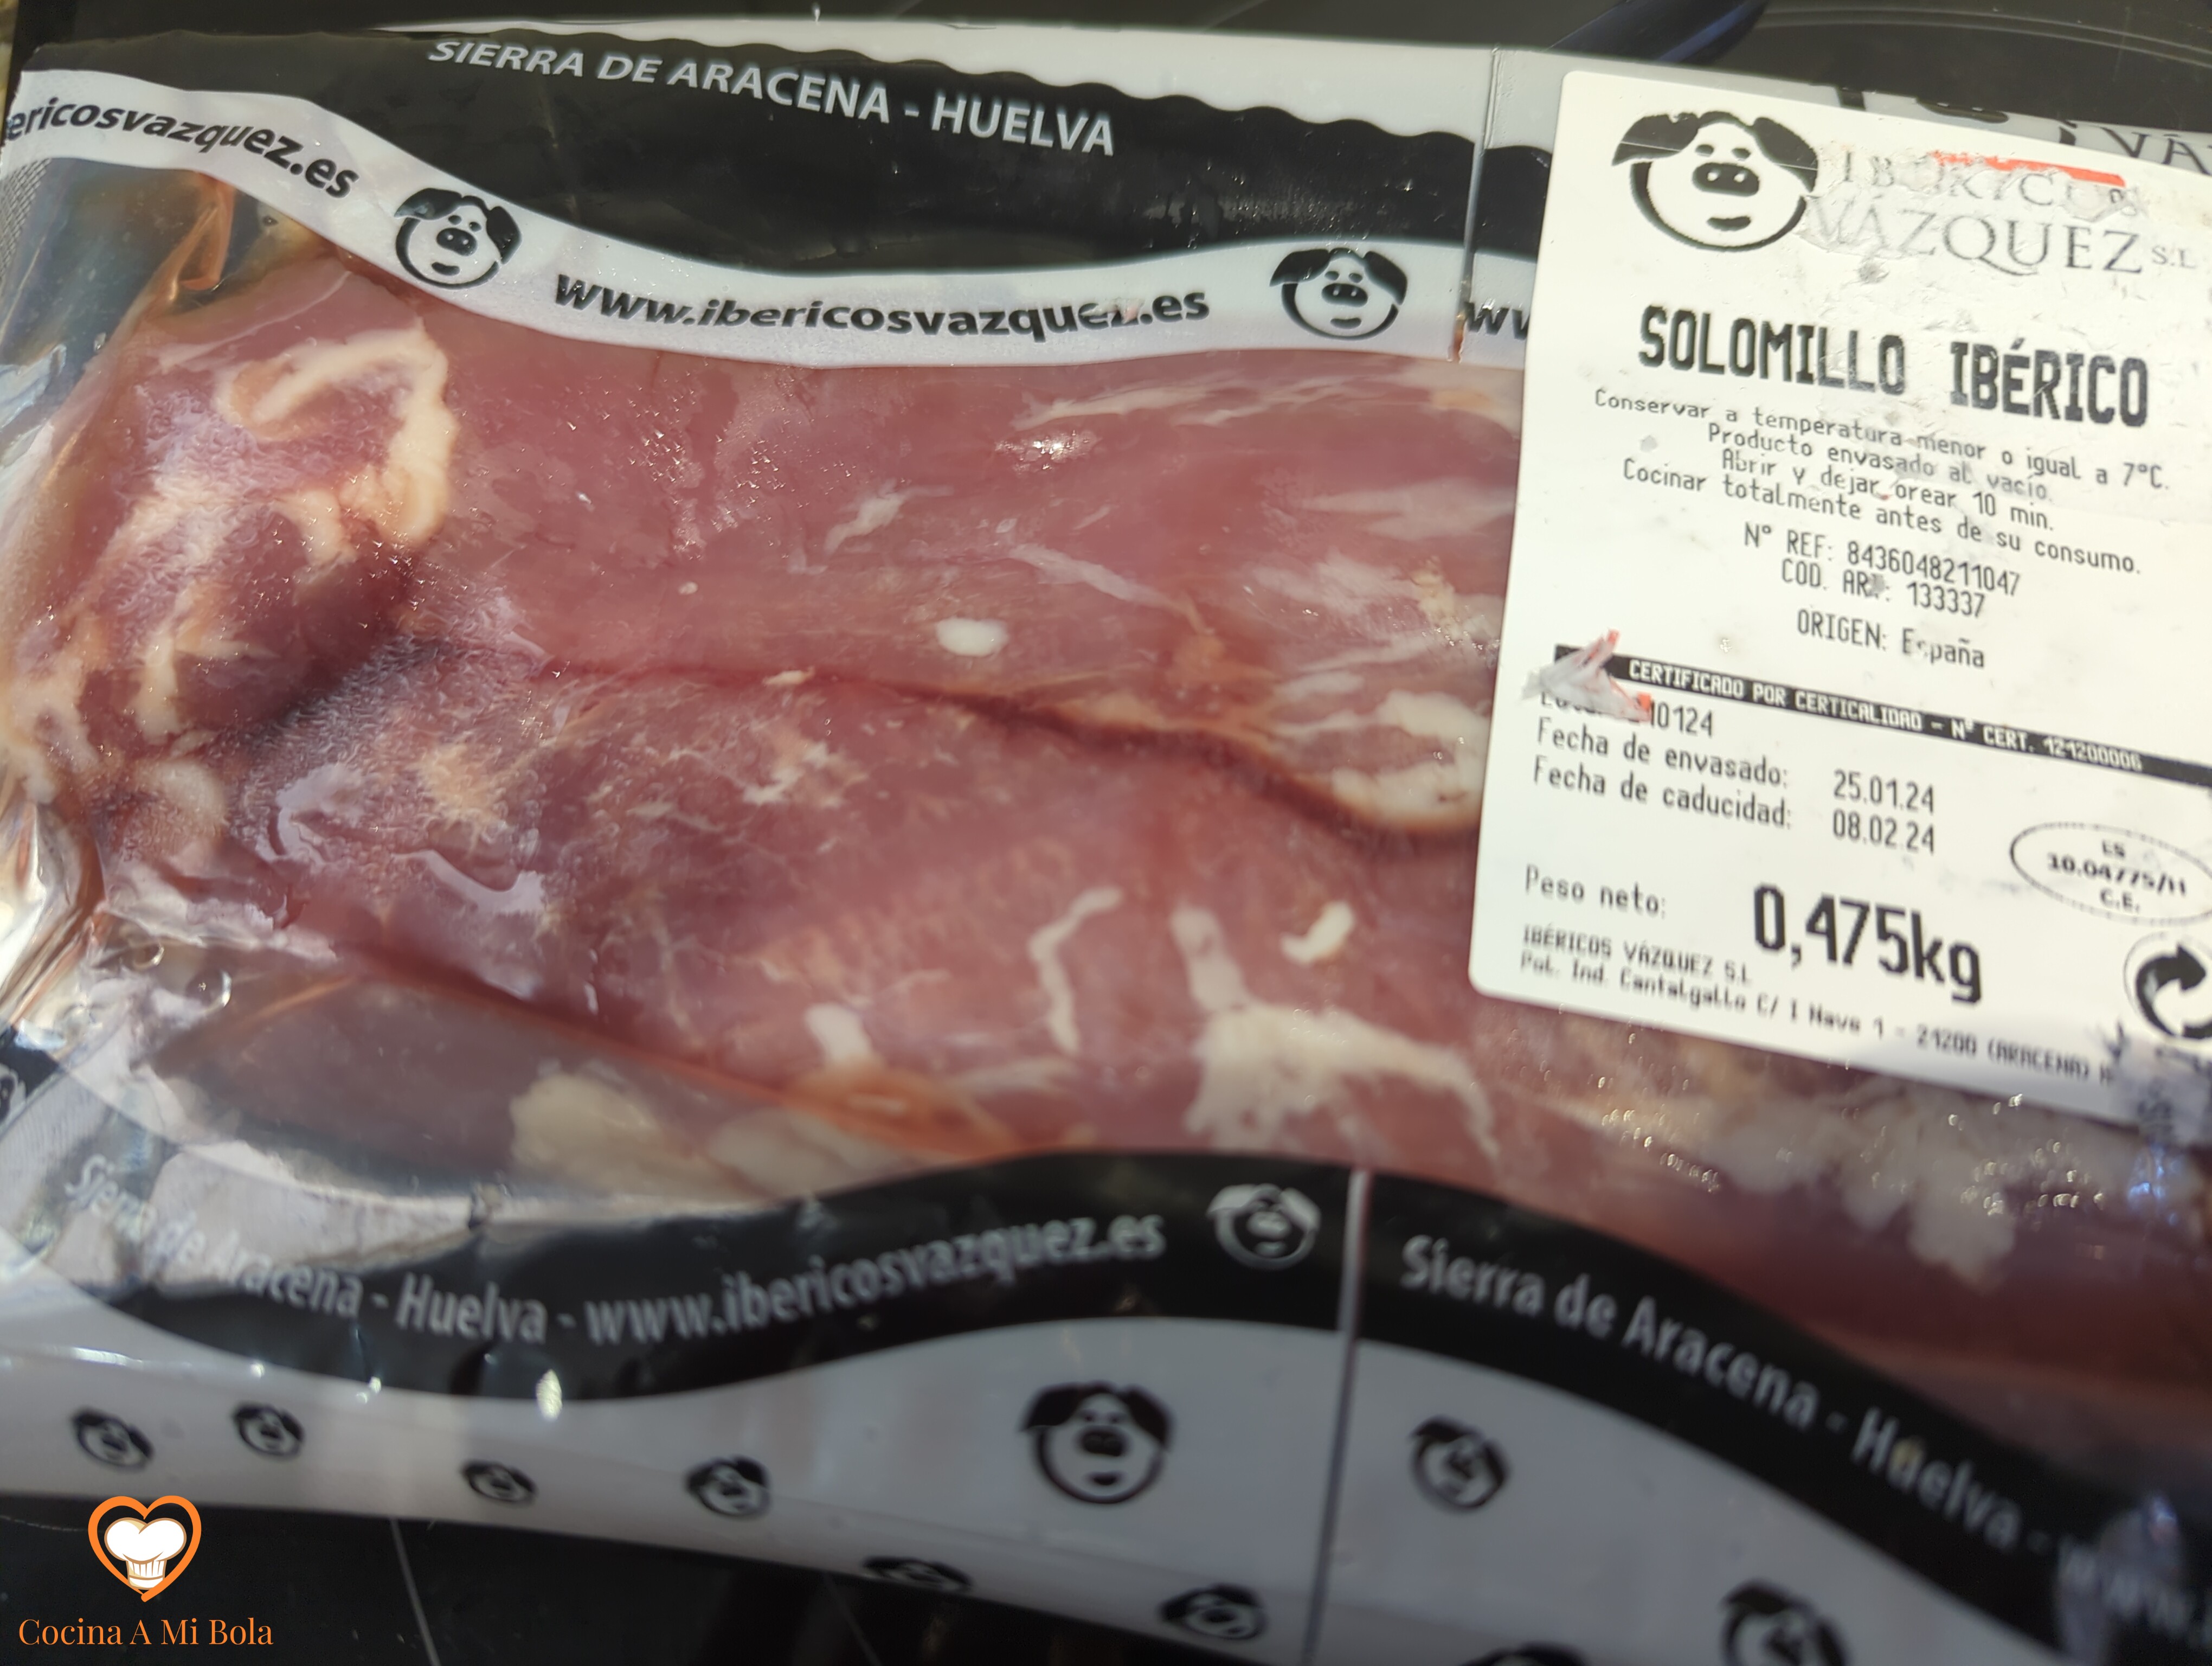 SIERRA DE ARACENA - HUELVA
ericosvazquez.es
www.ibericosvazquez.es
VÁZQUEZ S.L
SOLOMILLO IBÉRICO
Conservar a temperatura menor o igual a 7ºC.
Producto envasado al vacío.
Abrir y dejar orear 10 min.
Cocinar totalmente antes de su consumo.
Nº REF: 8436048211047
COD. ART: 133337
ORIGEN: España
CERTIFICADO POR CERTICALIDAD - Nº CERT. 121200006
10124
Fecha de envasado: 25.01.24
Fecha de caducidad: 08.02.24
ES
10.04775/H
C.E.
Peso neto: 0,475kg
IBÉRICOS VÁZQUEZ S.L
Pol. Ind. Cantalgallo C/ I Nave 1 - 21200 (ARACENA) H
Sierra de Aracena - Huelva - www.ibericosvazquez.es
Sierra de Aracena - Huelva -
Cocina A Mi Bola